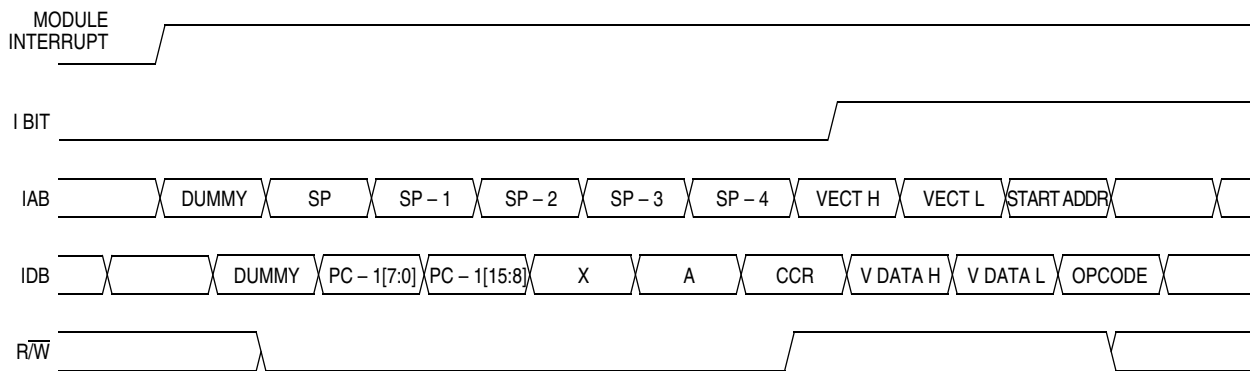 MODULE
INTERRUPT
I BIT
IAB DUMMY SP SP – 1 SP – 2 SP – 3 SP – 4 VECT H VECT L START ADDR
IDB DUMMY PC – 1[7:0] PC – 1[15:8] X A CCR V DATA H V DATA L OPCODE
R/W̅